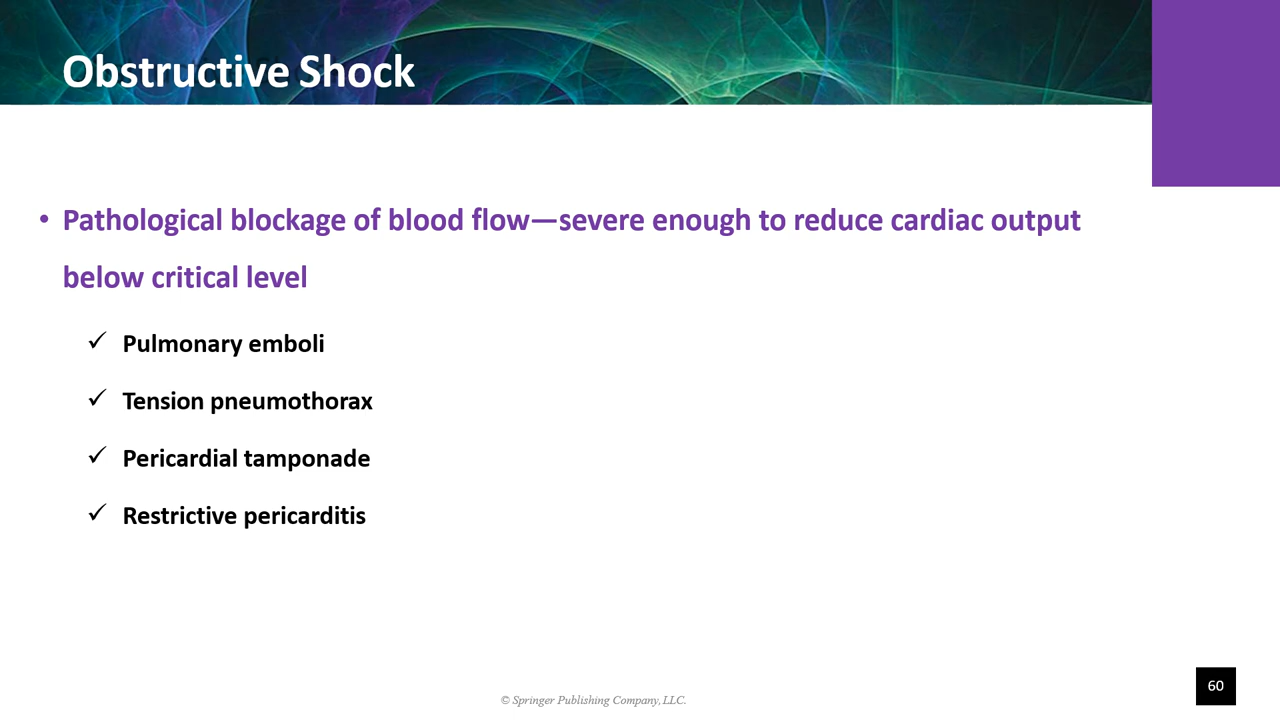 Obstructive Shock
• Pathological blockage of blood flow—severe enough to reduce cardiac output
below critical level
✓ Pulmonary emboli
✓ Tension pneumothorax
✓ Pericardial tamponade
✓ Restrictive pericarditis
© Springer Publishing Company, LLC.
60